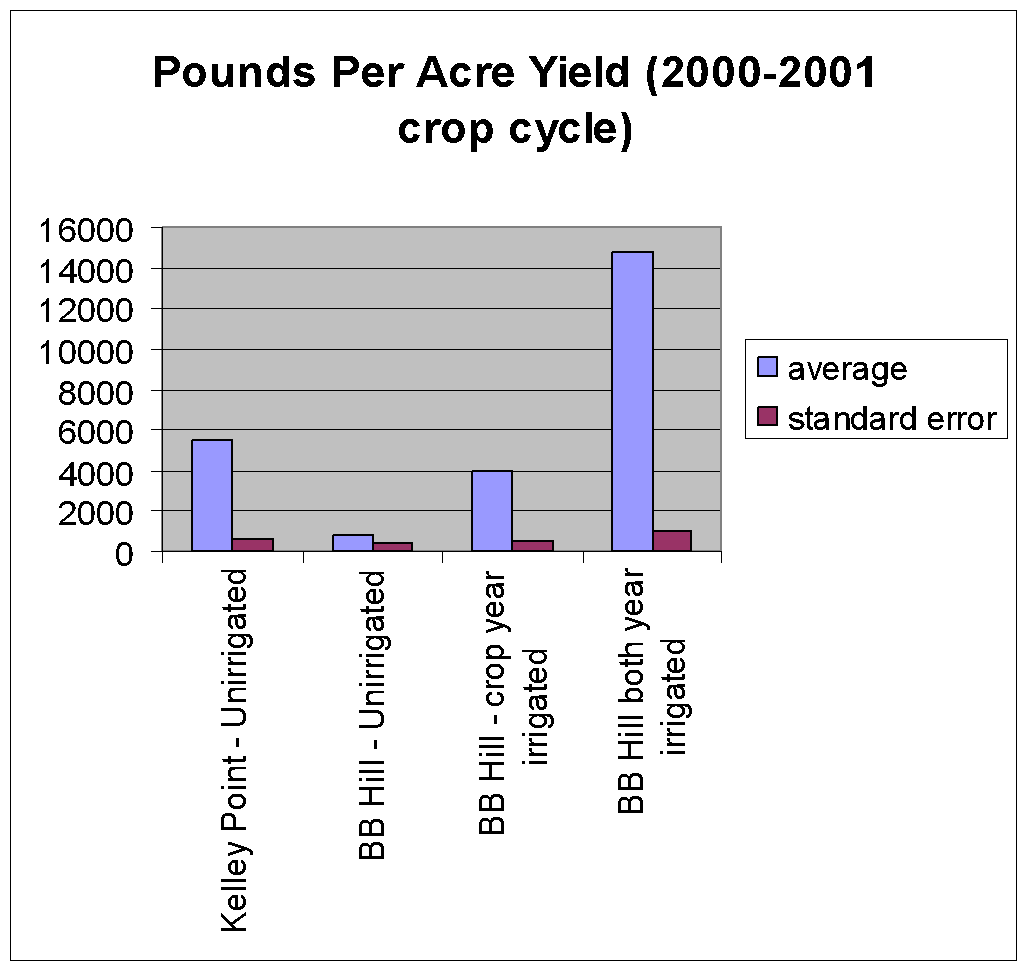 Pounds Per Acre Yield (2000-2001
crop cycle)
16000
14000
12000
10000
8000
6000
4000
2000
0
average
standard error
Kelley Point - Unirrigated
BB Hill - Unirrigated
BB Hill - crop year
irrigated
BB Hill both year
irrigated